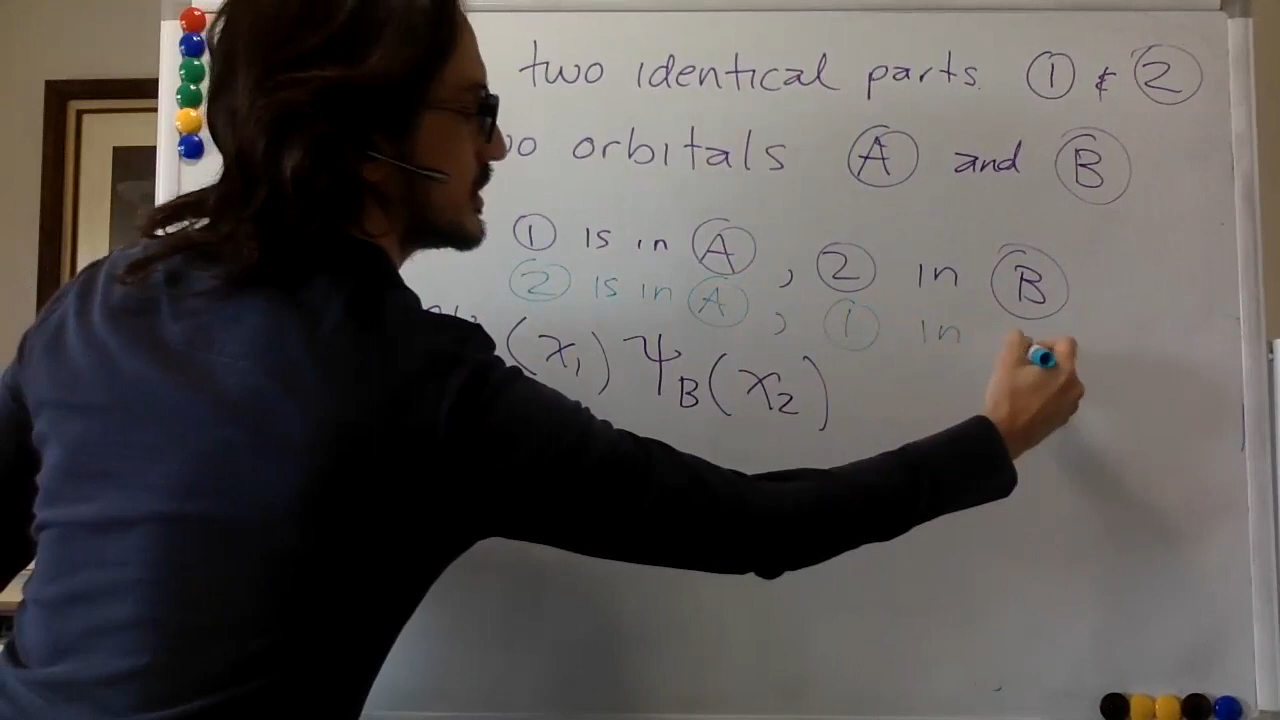 two identical parts. ① & ②
orbitals Ⓐ and Ⓑ
① is in Ⓐ, ② in Ⓑ
② is in Ⓐ, ① in
(x₁) ψ_B(x₂)